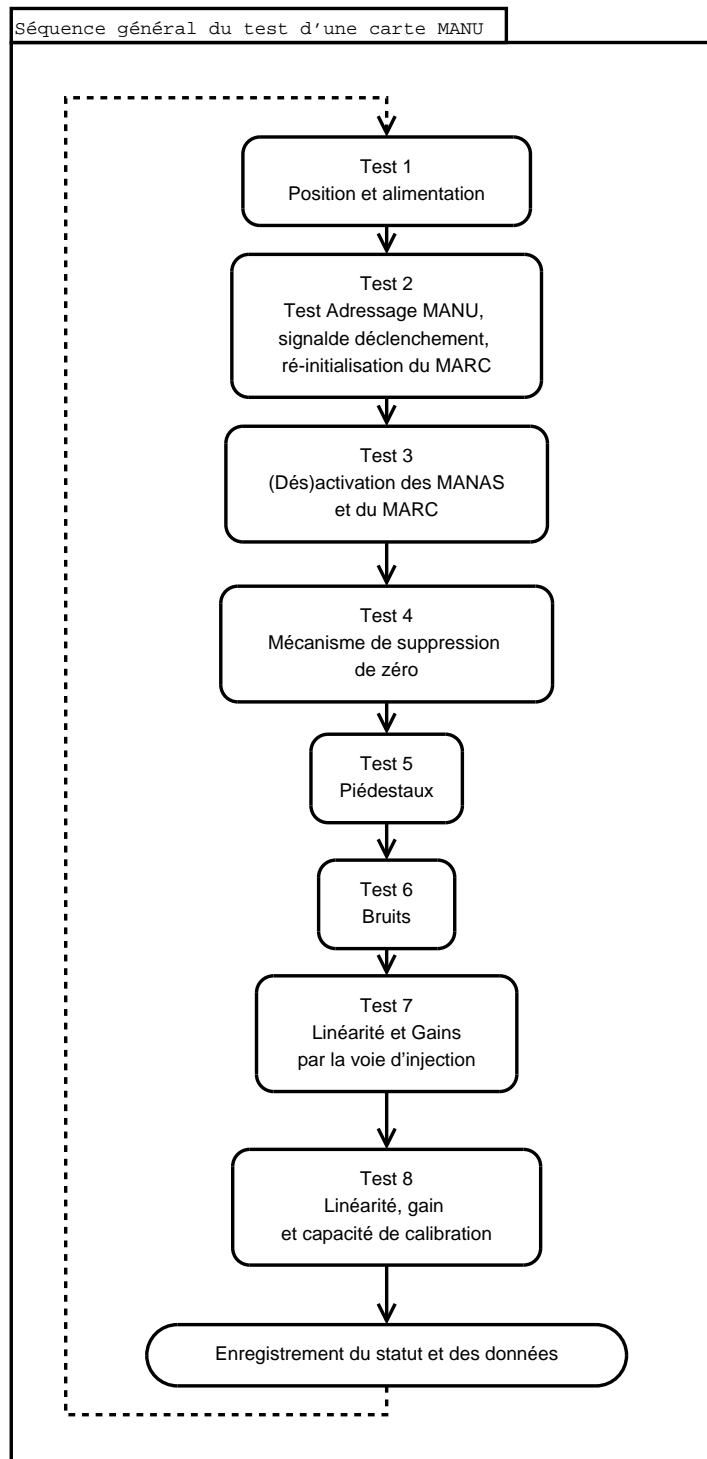 Séquence général du test d'une carte MANU
Test 1
Position et alimentation
Test 2
Test Adressage MANU,
signalde déclenchement,
ré-initialisation du MARC
Test 3
(Dés)activation des MANAS
et du MARC
Test 4
Mécanisme de suppression
de zéro
Test 5
Piédestaux
Test 6
Bruits
Test 7
Linéarité et Gains
par la voie d'injection
Test 8
Linéarité, gain
et capacité de calibration
Enregistrement du statut et des données